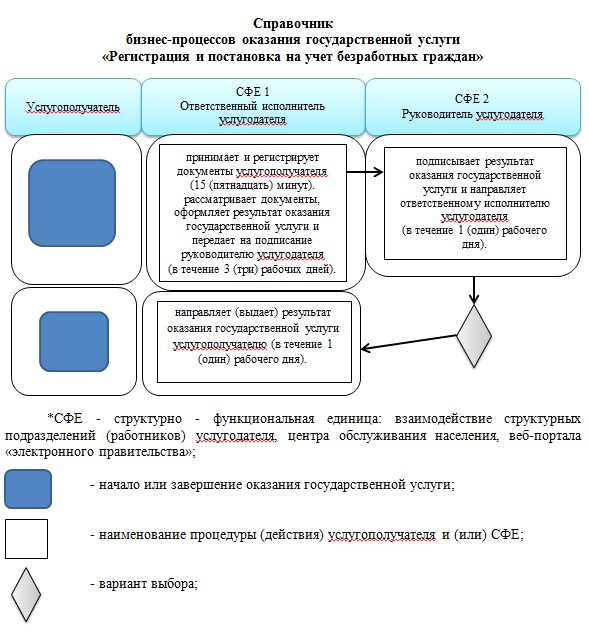 Справочник
бизнес-процессов оказания государственной услуги
«Регистрация и постановка на учет безработных граждан»
Услугополучатель
СФЕ 1
Ответственный исполнитель
услугодателя
СФЕ 2
Руководитель услугодателя
принимает и регистрирует
документы услугополучателя
(15 (пятнадцать) минут).
рассматривает документы,
оформляет результат оказания
государственной услуги и
передает на подписание
руководителю услугодателя
(в течение 3 (три) рабочих дней).
подписывает результат
оказания государственной
услуги и направляет
ответственному исполнителю
услугодателя
(в течение 1 (один) рабочего
дня).
направляет (выдает) результат
оказания государственной услуги
услугополучателю (в течение 1
(один) рабочего дня).
*СФЕ - структурно - функциональная единица: взаимодействие структурных
подразделений (работников) услугодателя, центра обслуживания населения, веб-портала
«электронного правительства»;
- начало или завершение оказания государственной услуги;
- наименование процедуры (действия) услугополучателя и (или) СФЕ;
- вариант выбора;